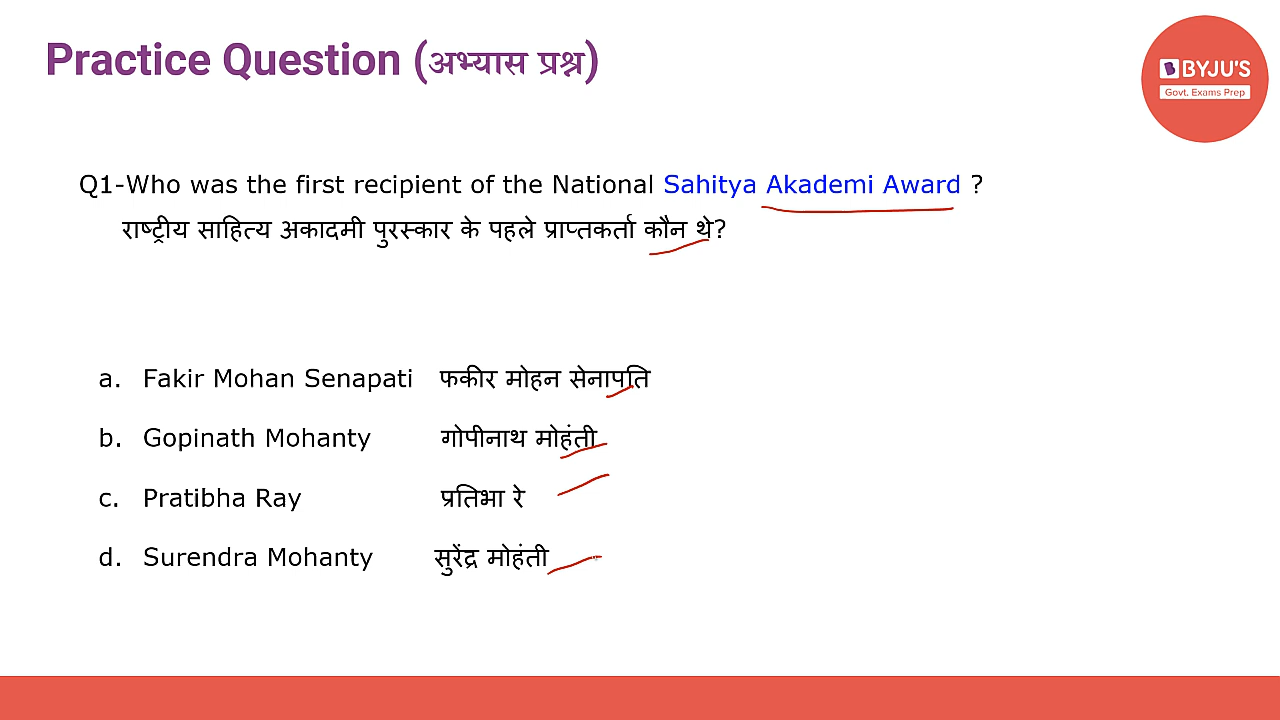 Practice Question (अभ्यास प्रश्न)
BYJU'S
Govt. Exams Prep
Q1-Who was the first recipient of the National Sahitya Akademi Award ?
राष्ट्रीय साहित्य अकादमी पुरस्कार के पहले प्राप्तकर्ता कौन थे?
a. Fakir Mohan Senapati फकीर मोहन सेनापति
b. Gopinath Mohanty गोपीनाथ मोहंती
c. Pratibha Ray प्रतिभा रे
d. Surendra Mohanty सुरेंद्र मोहंती